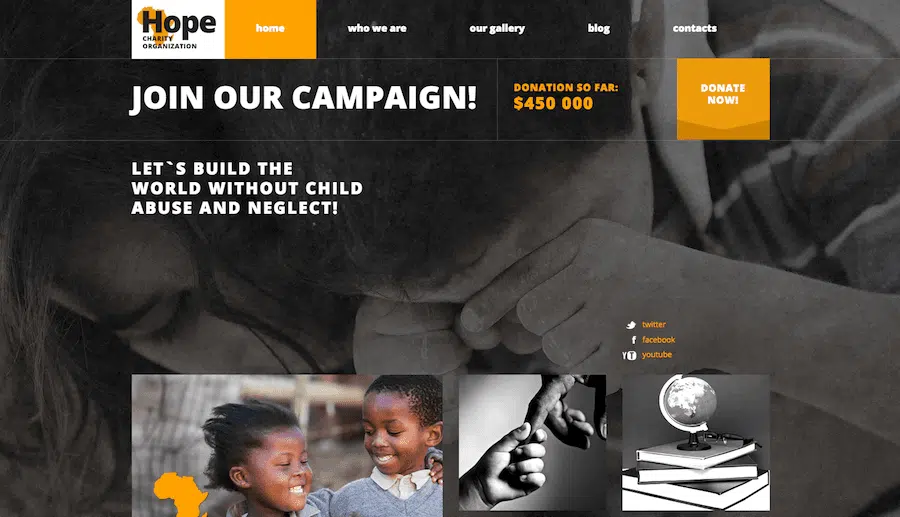 Hope
CHARITY
ORGANIZATION
home
who we are
our gallery
blog
contacts
JOIN OUR CAMPAIGN!
DONATION SO FAR:
$450 000
DONATE
NOW!
LET`S BUILD THE
WORLD WITHOUT CHILD
ABUSE AND NEGLECT!
twitter
facebook
youtube